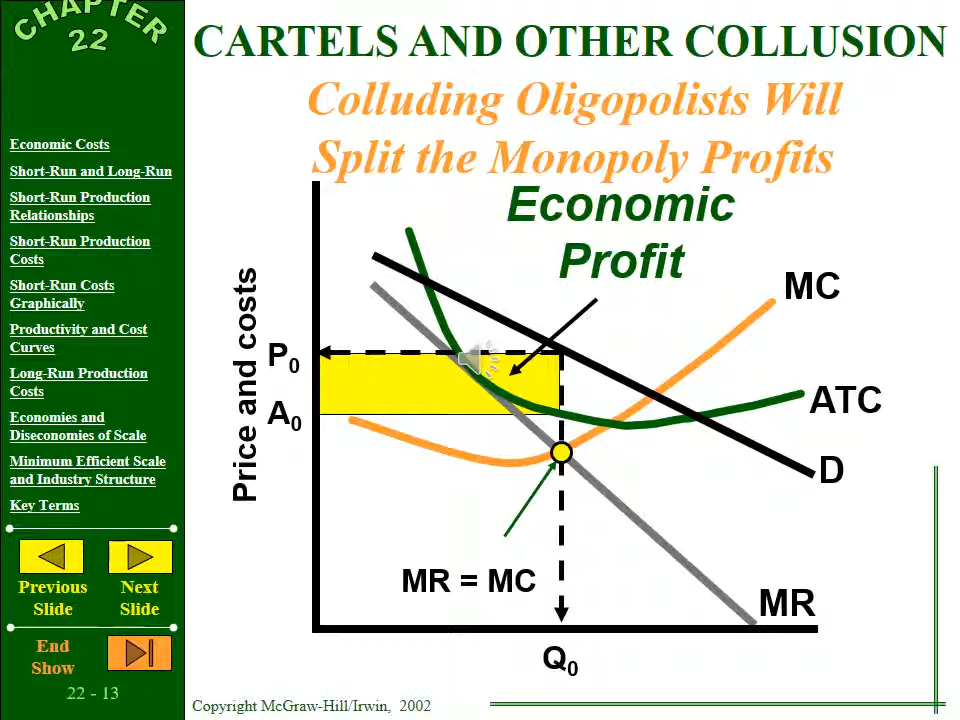 CHAPTER
22
CARTELS AND OTHER COLLUSION
Colluding Oligopolists Will
Split the Monopoly Profits
Economic Costs
Short-Run and Long-Run
Short-Run Production
Relationships
Short-Run Production
Costs
Short-Run Costs
Graphically
Productivity and Cost
Curves
Long-Run Production
Costs
Economies and
Diseconomies of Scale
Minimum Efficient Scale
and Industry Structure
Key Terms
Previous
Slide
Next
Slide
End
Show
22 - 13
Economic
Profit
Price and costs
P0
A0
MC
ATC
D
MR = MC
MR
Q0
Copyright McGraw-Hill/Irwin, 2002